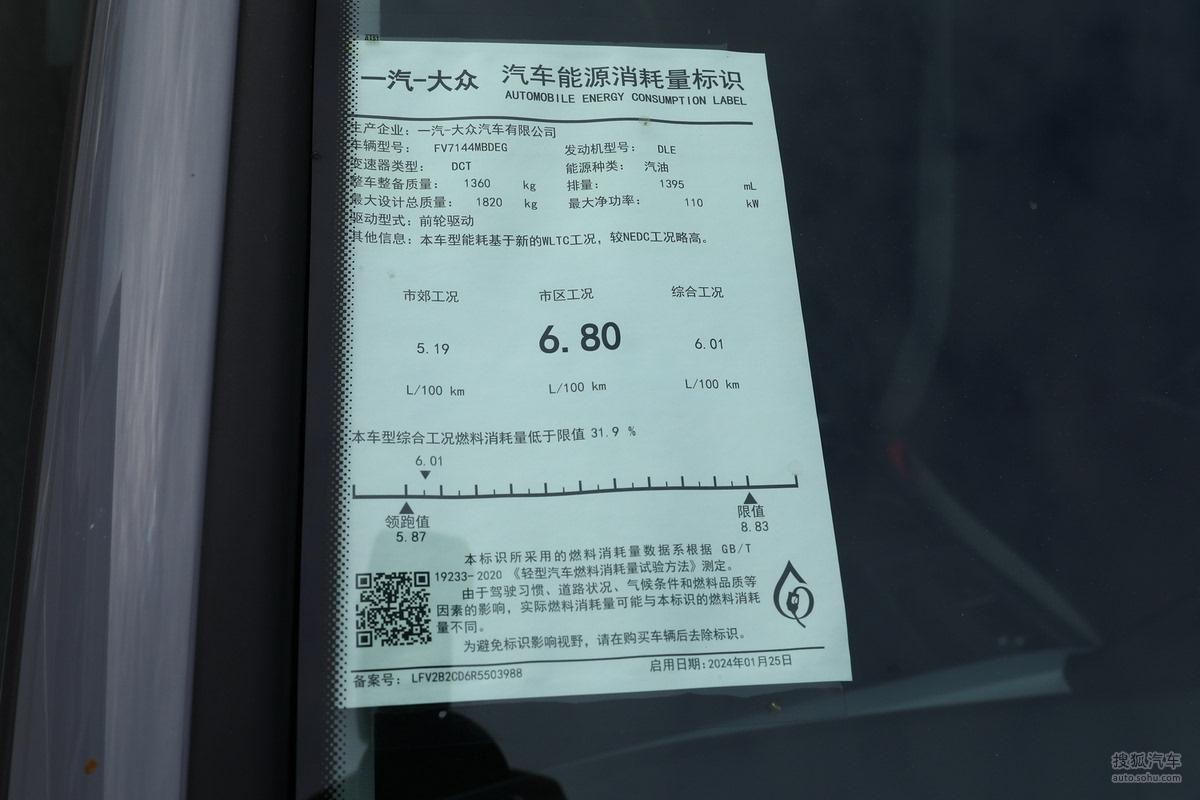 一汽-大众 汽车能源消耗量标识
AUTOMOBILE ENERGY CONSUMPTION LABEL
生产企业: 一汽-大众汽车有限公司
车辆型号: FV7144MBDEG 发动机型号: DLE
变速器类型: DCT 能源种类: 汽油
整车整备质量: 1360 kg 排量: 1395 mL
最大设计总质量: 1820 kg 最大净功率: 110 kW
驱动型式: 前轮驱动
其他信息: 本车型能耗基于新的WLTC工况, 较NEDC工况略高。
市郊工况 市区工况 综合工况
5.19 6.80 6.01
L/100 km L/100 km L/100 km
本车型综合工况燃料消耗量低于限值 31.9 %
6.01
领跑值 限值
5.87 8.83
本标识所采用的燃料消耗量数据系根据 GB/T
19233-2020 《轻型汽车燃料消耗量试验方法》测定。
由于驾驶习惯、道路状况、气候条件和燃料品质等
因素的影响, 实际燃料消耗量可能与本标识的燃料消耗
量不同。
为避免标识影响视野, 请在购买车辆后去除标识。
备案号: LFV2B2CD6R5503988 启用日期:2024年01月25日
搜狐汽车
auto.sohu.com